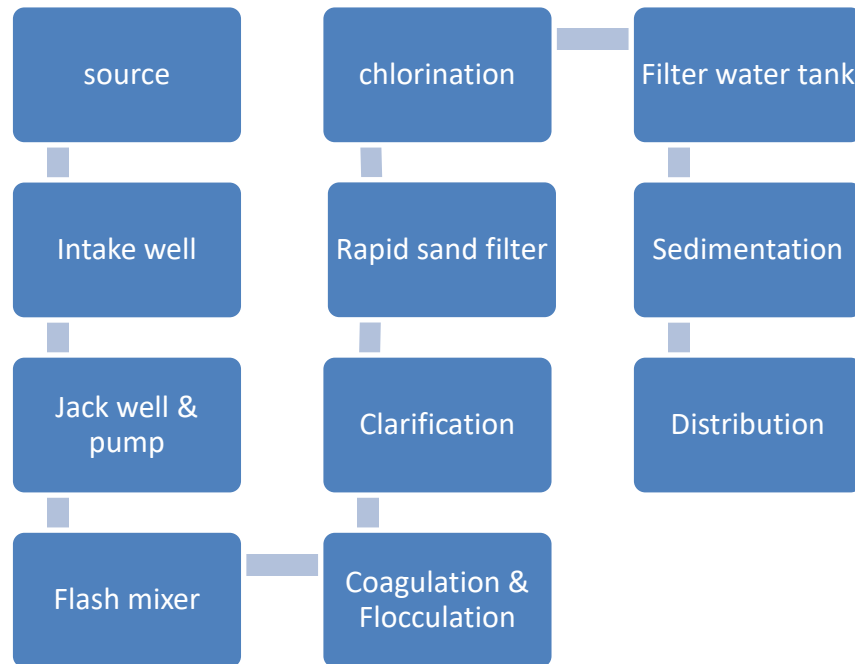 source
Intake well
Jack well &
pump
Flash mixer
Coagulation &
Flocculation
Clarification
Rapid sand filter
chlorination
Filter water tank
Sedimentation
Distribution